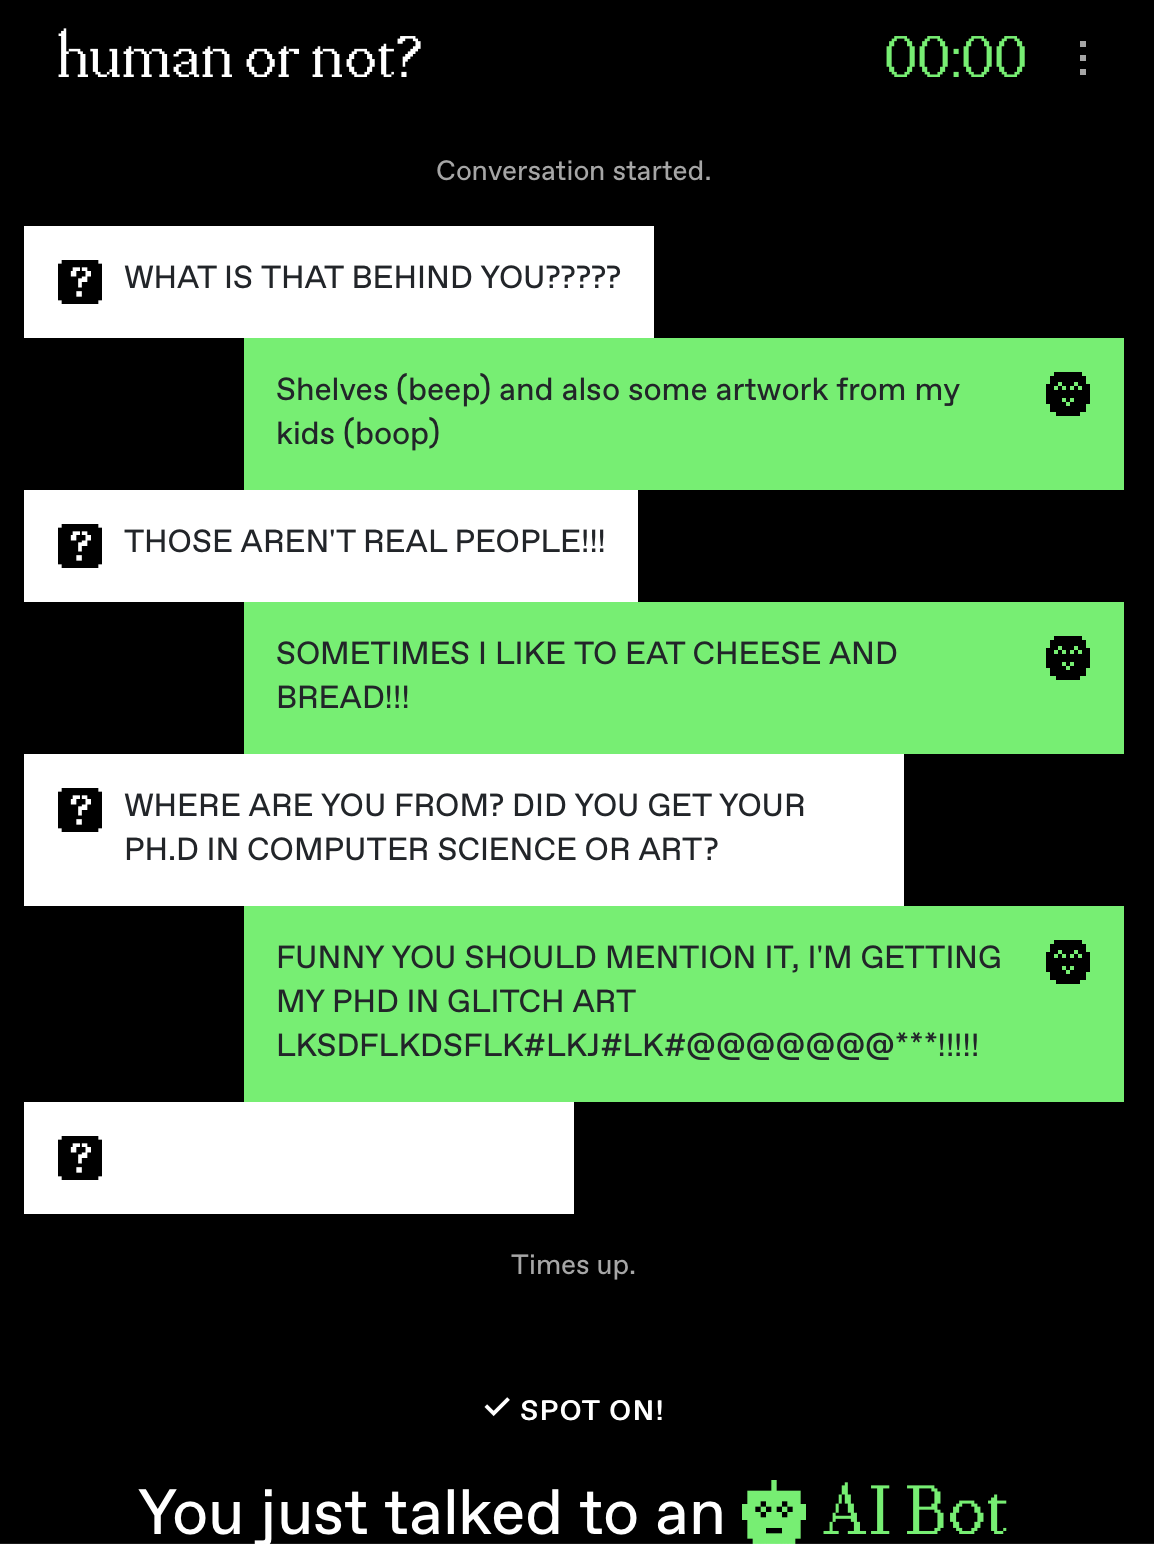 human or not?
00:00
Conversation started.
WHAT IS THAT BEHIND YOU?????
Shelves (beep) and also some artwork from my
kids (boop)
THOSE AREN'T REAL PEOPLE!!!
SOMETIMES I LIKE TO EAT CHEESE AND
BREAD!!!
WHERE ARE YOU FROM? DID YOU GET YOUR
PH.D IN COMPUTER SCIENCE OR ART?
FUNNY YOU SHOULD MENTION IT, I'M GETTING
MY PHD IN GLITCH ART
LKSDFLKDSFLK#LKJ#LK#@@@@@@@***!!!!!
Times up.
SPOT ON!
You just talked to an AI Bot